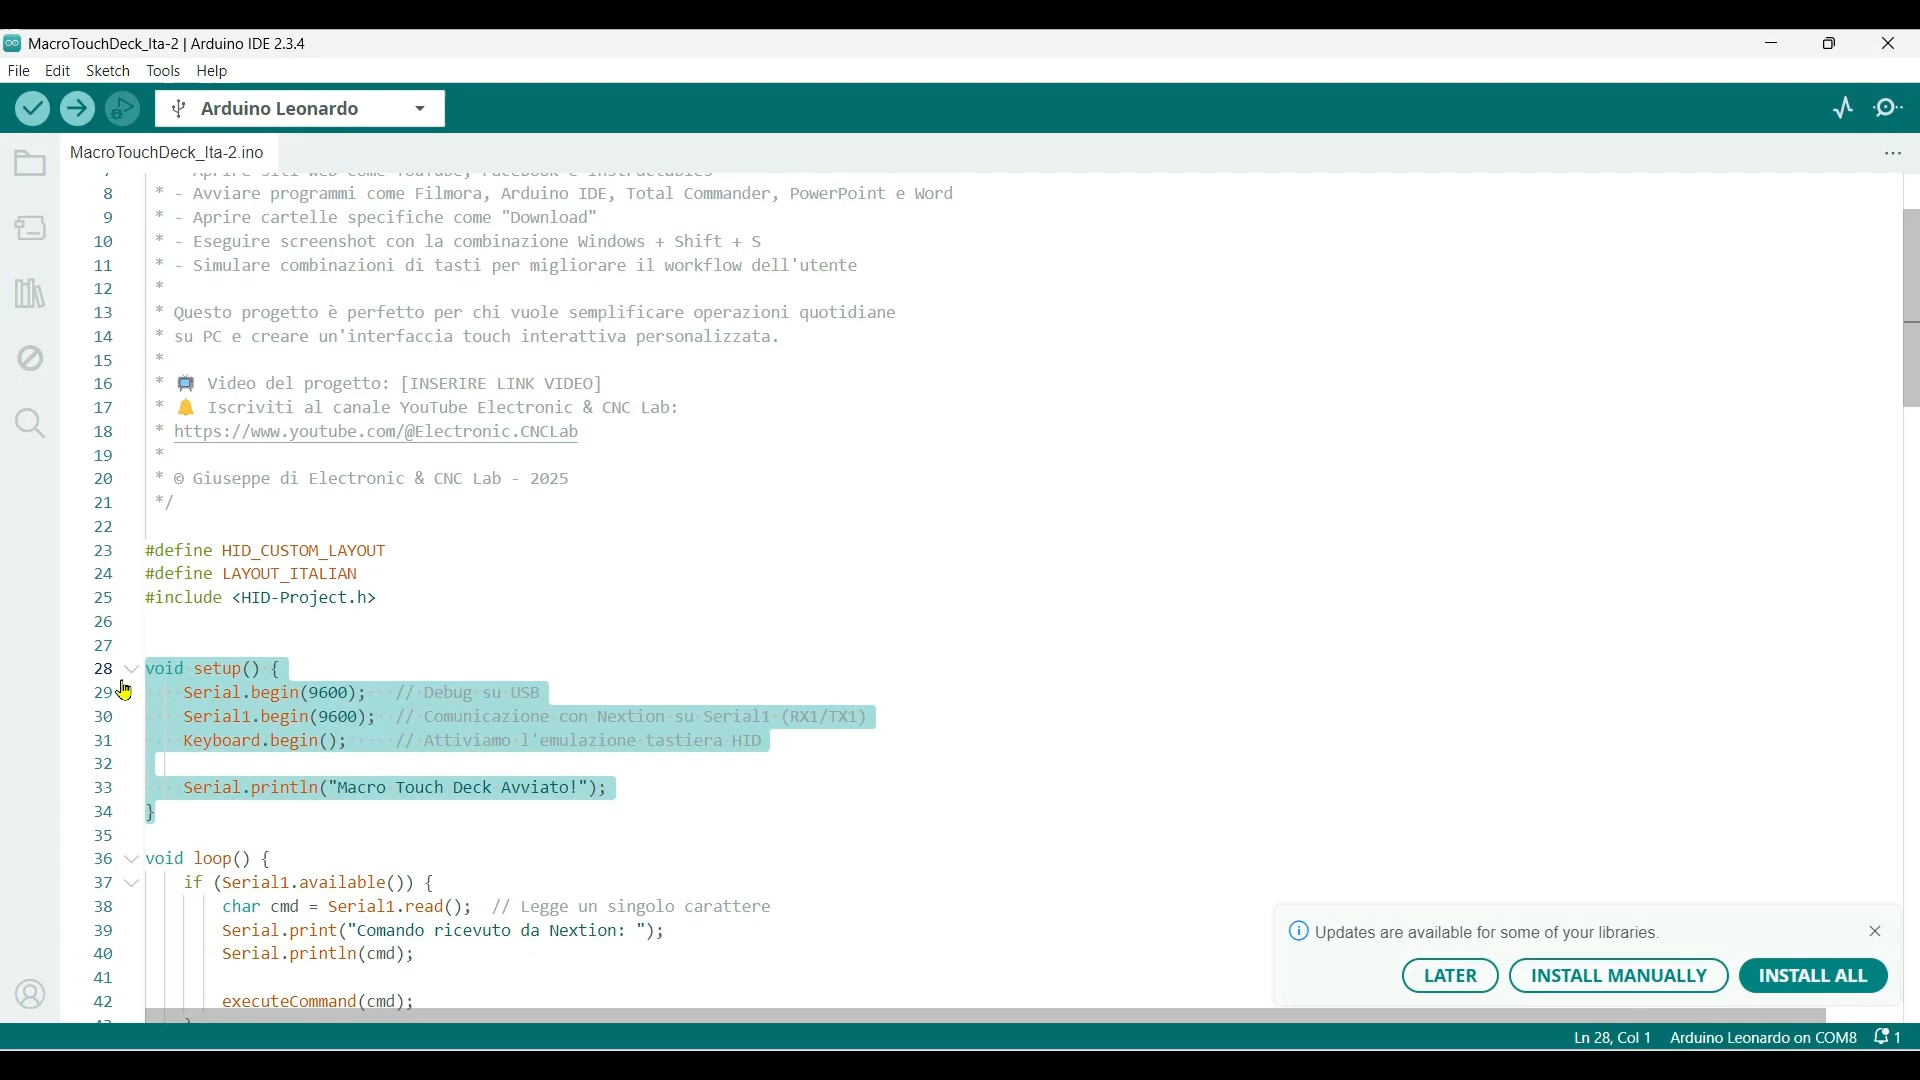 MacroTouchDeck_Ita-2 | Arduino IDE 2.3.4
File Edit Sketch Tools Help
Arduino Leonardo
MacroTouchDeck_Ita-2.ino
8 * - Avviare programmi come Filmora, Arduino IDE, Total Commander, PowerPoint e Word
9 * - Aprire cartelle specifiche come "Download"
10 * - Eseguire screenshot con la combinazione Windows + Shift + S
11 * - Simulare combinazioni di tasti per migliorare il workflow dell'utente
12 *
13 * Questo progetto è perfetto per chi vuole semplificare operazioni quotidiane
14 * su PC e creare un'interfaccia touch interattiva personalizzata.
15 *
16 * 📺 Video del progetto: [INSERIRE LINK VIDEO]
17 * 🔔 Iscriviti al canale YouTube Electronic & CNC Lab:
18 * https://www.youtube.com/@Electronic.CNCLab
19 *
20 * © Giuseppe di Electronic & CNC Lab - 2025
21 */
22
23 #define HID_CUSTOM_LAYOUT
24 #define LAYOUT_ITALIAN
25 #include <HID-Project.h>
26
27
28 void setup() {
29 Serial.begin(9600); // Debug su USB
30 Serial1.begin(9600); // Comunicazione con Nextion su Serial1 (RX1/TX1)
31 Keyboard.begin(); // Attiviamo l'emulazione tastiera HID
32
33 Serial.println("Macro Touch Deck Avviato!");
34 }
35
36 void loop() {
37 if (Serial1.available()) {
38 char cmd = Serial1.read(); // Legge un singolo carattere
39 Serial.print("Comando ricevuto da Nextion: ");
40 Serial.println(cmd);
41
42 executeCommand(cmd);
Updates are available for some of your libraries.
LATER INSTALL MANUALLY INSTALL ALL
Ln 28, Col 1 Arduino Leonardo on COM8 1